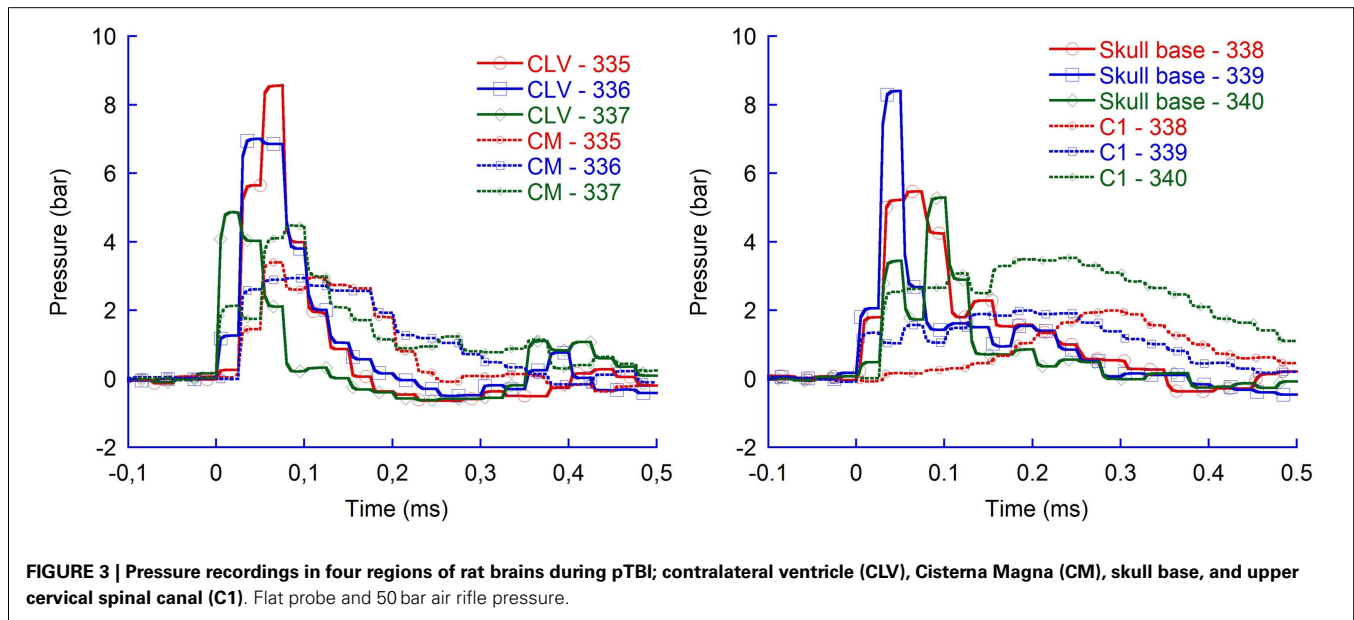 10
8
6
4
2
0
-2
Pressure (bar)
CLV - 335
CLV - 336
CLV - 337
CM - 335
CM - 336
CM - 337
-0,1 0 0,1 0,2 0,3 0,4 0,5
Time (ms)
10
8
6
4
2
0
-2
Pressure (bar)
Skull base - 338
Skull base - 339
Skull base - 340
C1 - 338
C1 - 339
C1 - 340
-0.1 0 0.1 0.2 0.3 0.4 0.5
Time (ms)
FIGURE 3 | Pressure recordings in four regions of rat brains during pTBI; contralateral ventricle (CLV), Cisterna Magna (CM), skull base, and upper
cervical spinal canal (C1). Flat probe and 50 bar air rifle pressure.